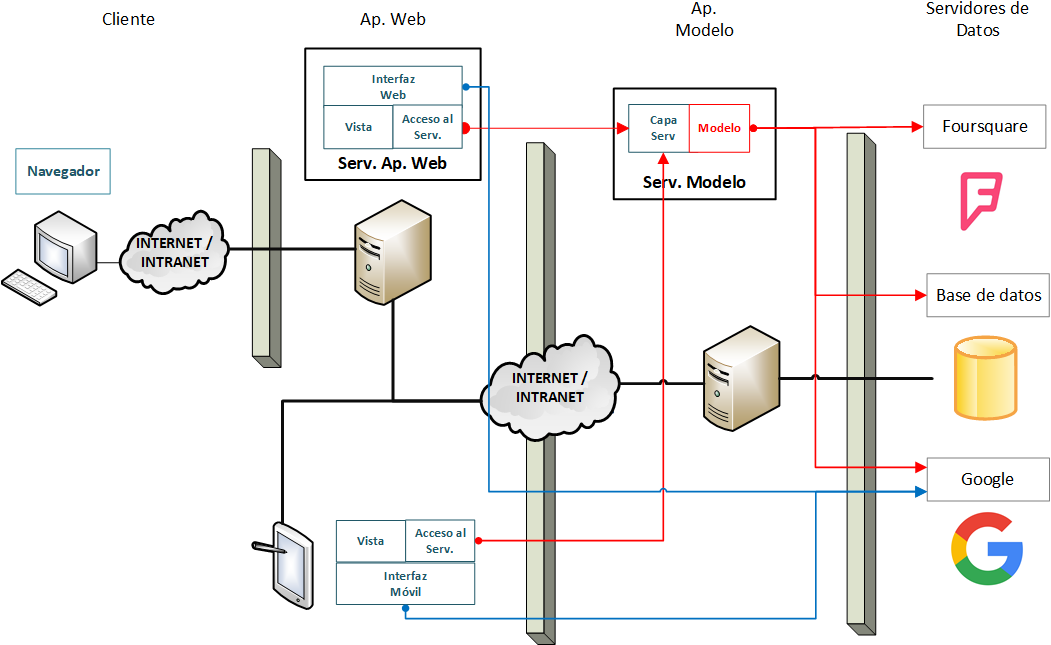 Cliente
Ap. Web
Ap.
Modelo
Servidores de
Datos
Interfaz
Web
Vista
Acceso al
Serv.
Serv. Ap. Web
Capa
Serv
Modelo
Serv. Modelo
Foursquare
Navegador
INTERNET /
INTRANET
Base de datos
INTERNET /
INTRANET
Google
Vista
Acceso al
Serv.
Interfaz
Móvil